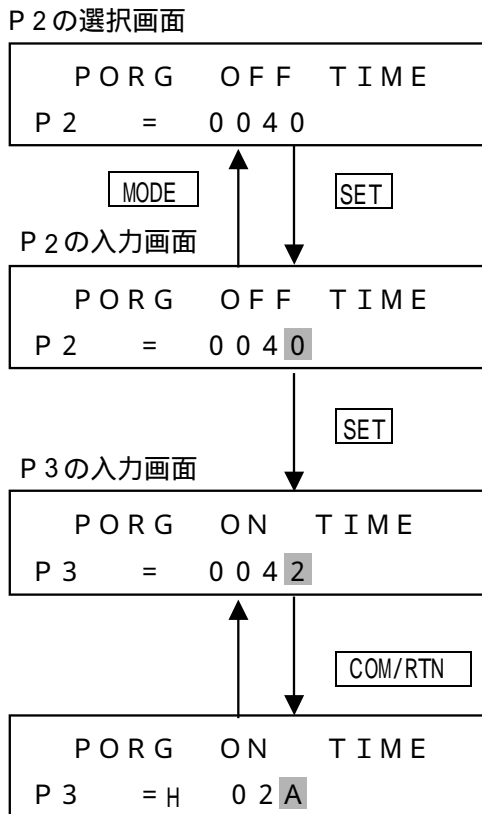 P2の選択画面
PORG OFF TIME
P2 = 0040
MODE SET
P2の入力画面
PORG OFF TIME
P2 = 0040
SET
P3の入力画面
PORG ON TIME
P3 = 0042
COM/RTN
PORG ON TIME
P3 =H 02A